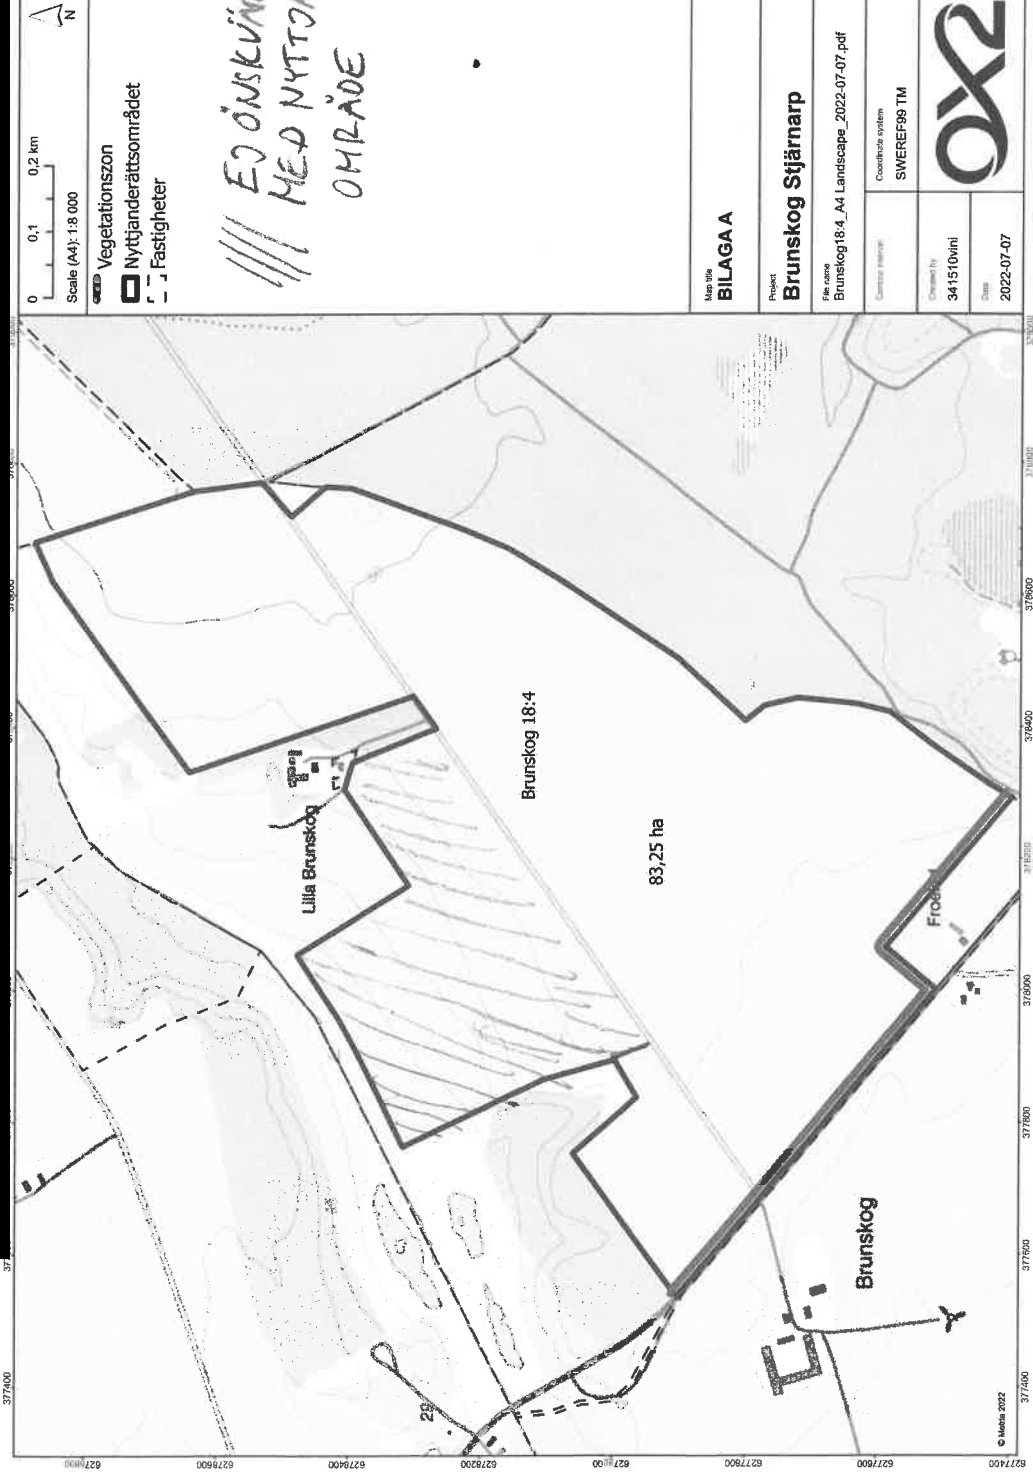 N
0 0,1 0,2 km
Scale (A4): 1:8 000
Vegetationszon
Nyttjanderättsområdet
Fastigheter
EJ
MED
OMRÅDE
Map title
BILAGA A
Project
Brunskog Stjärnarp
File name
Brunskog18:4_A4 Landscape_2022-07-07.pdf
Coordinate system
SWEREF99 TM
Created by
341510vini
Date
2022-07-07
OX2
Lilla Brunskog
Brunskog 18:4
83,25 ha
Brunskog
29
377400 377800 378000 378200 378400 378600
377400 377600
6278400
6278200
6277800
6277600
6277400
© Metria 2022